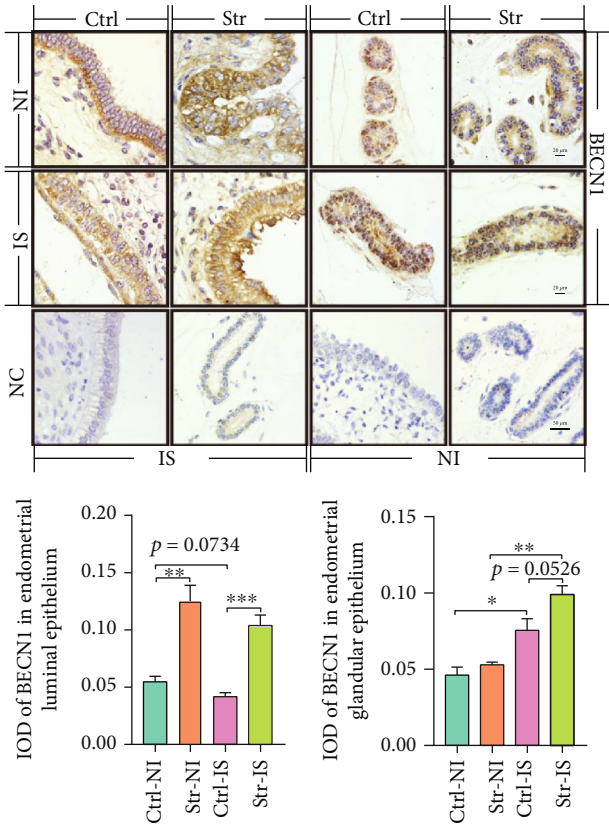 Ctrl Str Ctrl Str
NI
BECN1
20 μm
IS
20 μm
NC
50 μm
IS NI
IOD of BECN1 in endometrial
luminal epithelium
0.20
0.15
0.10
0.05
0.00
p = 0.0734
**
***
Ctrl-NI
Str-NI
Ctrl-IS
Str-IS
IOD of BECN1 in endometrial
glandular epithelium
0.15
0.10
0.05
0.00
**
p = 0.0526
*
Ctrl-NI
Str-NI
Ctrl-IS
Str-IS